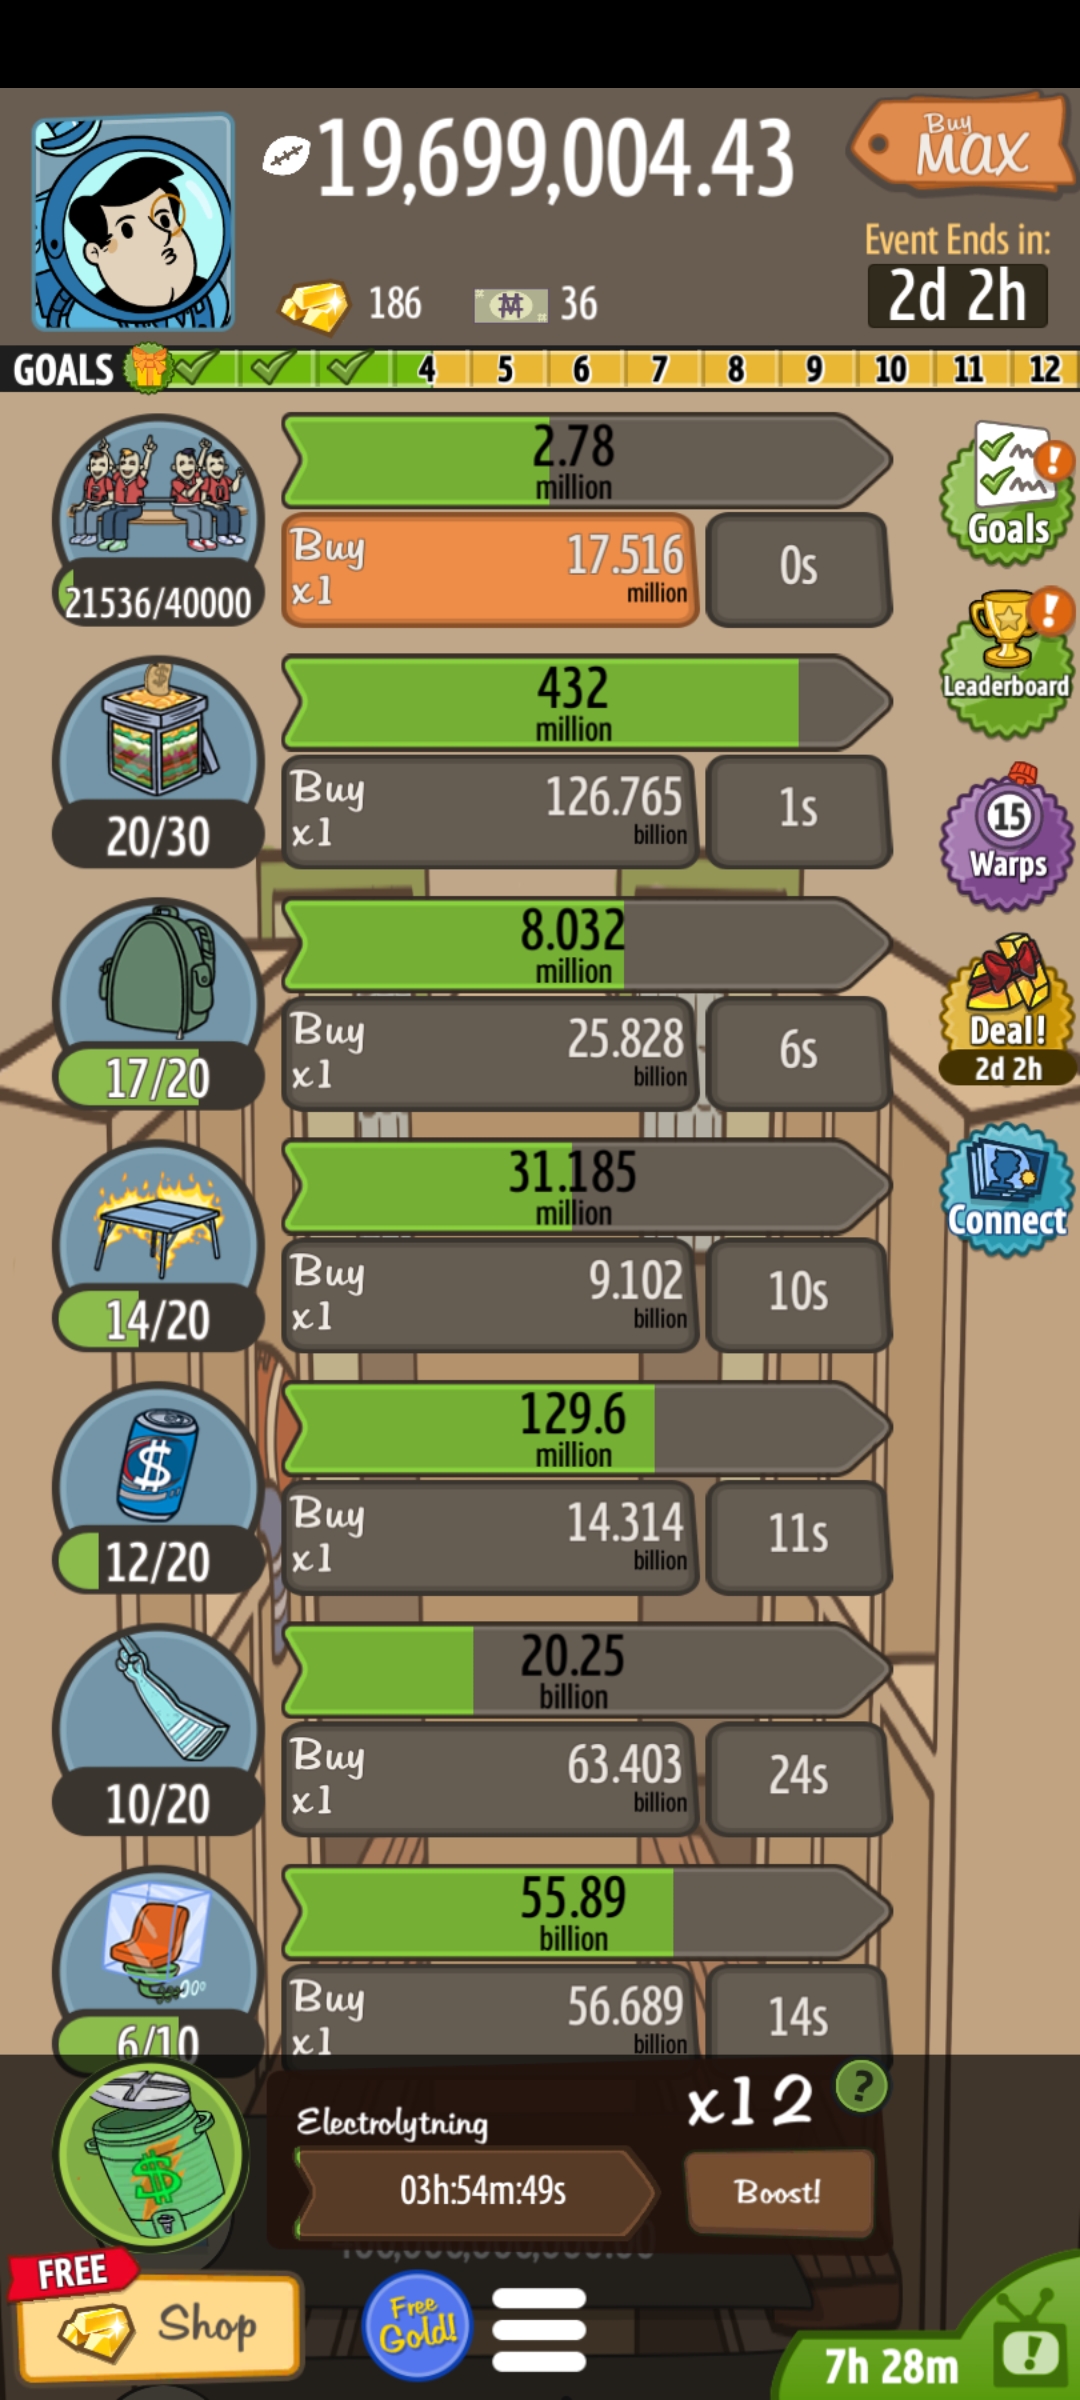 19,699,004.43
Buy
MAX
Event Ends in:
2d 2h
186
36
GOALS 4 5 6 7 8 9 10 11 12
2.78
million
Buy
x1
17.516
million
0s
21536/40000
Goals
432
million
Leaderboard
Buy
x1
126.765
billion
1s
20/30
15
Warps
8.032
million
Buy
x1
25.828
billion
6s
17/20
Deal!
2d 2h
31.185
million
Buy
x1
9.102
billion
10s
14/20
Connect
129.6
million
Buy
x1
14.314
billion
11s
12/20
20.25
billion
Buy
x1
63.403
billion
24s
10/20
55.89
billion
Buy
x1
56.689
billion
14s
6/10
Electrolytning
x12
?
03h:54m:49s
Boost!
FREE
Shop
Free
Gold!
7h 28m